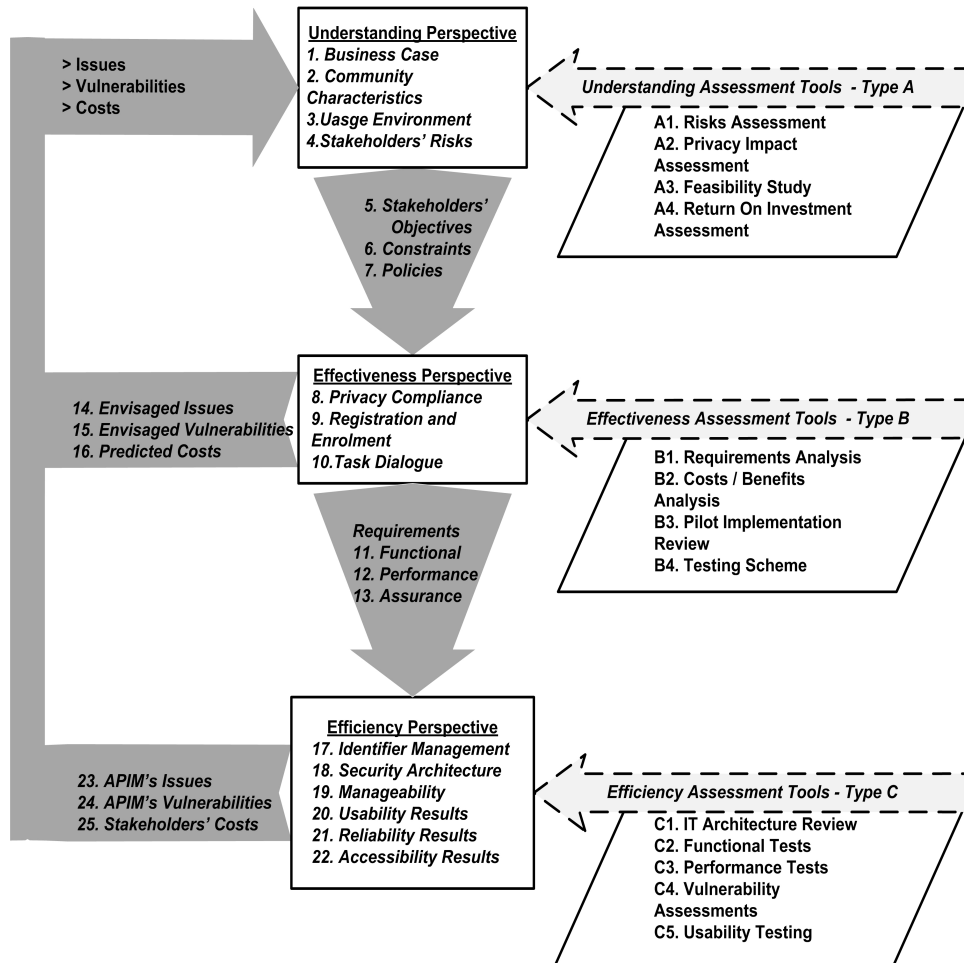 Understanding Perspective
1. Business Case
2. Community
Characteristics
3.Uasge Environment
4.Stakeholders’ Risks
> Issues
> Vulnerabilities
> Costs
1
Understanding Assessment Tools - Type A
A1. Risks Assessment
A2. Privacy Impact
Assessment
A3. Feasibility Study
A4. Return On Investment
Assessment
5. Stakeholders’
Objectives
6. Constraints
7. Policies
Effectiveness Perspective
8. Privacy Compliance
9. Registration and
Enrolment
10.Task Dialogue
14. Envisaged Issues
15. Envisaged Vulnerabilities
16. Predicted Costs
1
Effectiveness Assessment Tools - Type B
B1. Requirements Analysis
B2. Costs / Benefits
Analysis
B3. Pilot Implementation
Review
B4. Testing Scheme
Requirements
11. Functional
12. Performance
13. Assurance
Efficiency Perspective
17. Identifier Management
18. Security Architecture
19. Manageability
20. Usability Results
21. Reliability Results
22. Accessibility Results
23. APIM’s Issues
24. APIM’s Vulnerabilities
25. Stakeholders’ Costs
1
Efficiency Assessment Tools - Type C
C1. IT Architecture Review
C2. Functional Tests
C3. Performance Tests
C4. Vulnerability
Assessments
C5. Usability Testing